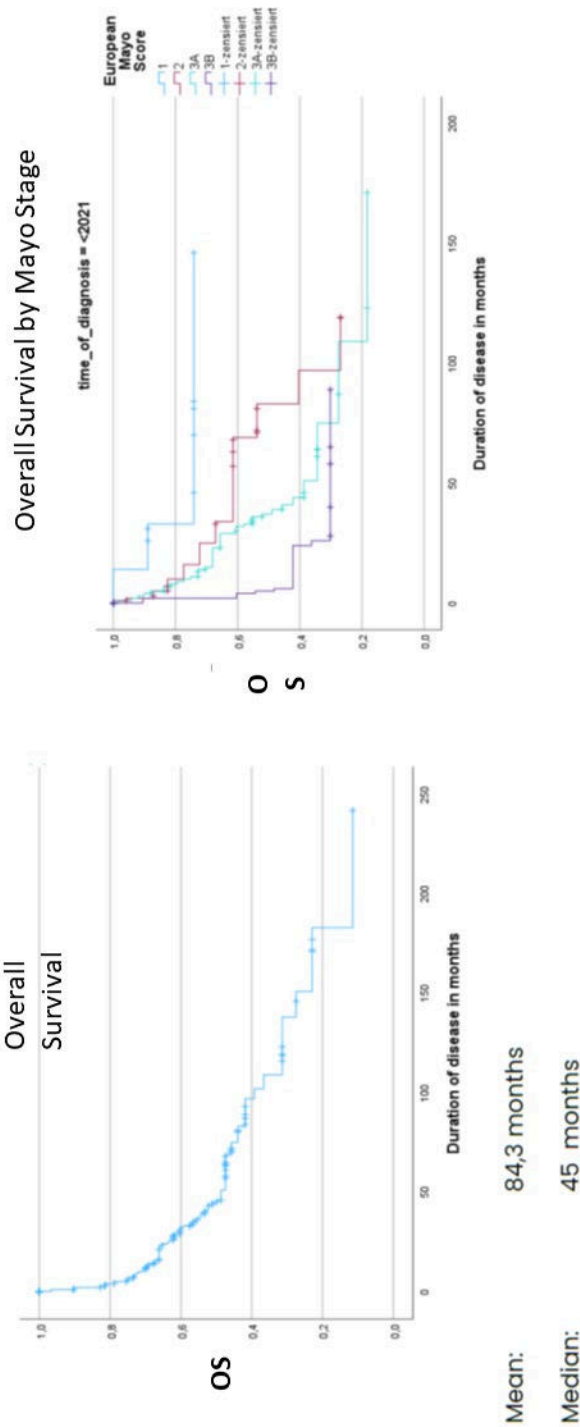 Overall
Survival
OS
1,0
0,8
0,6
0,4
0,2
0,0
0
50
100
150
200
250
Duration of disease in months
Mean: 84,3 months
Median: 45 months
Overall Survival by Mayo Stage
time_of_diagnosis = <2021
O
S
1,0
0,8
0,6
0,4
0,2
0,0
0
50
100
150
200
Duration of disease in months
European
Mayo
Score
1
2
3A
3B
1-zensiert
2-zensiert
3A-zensiert
3B-zensiert